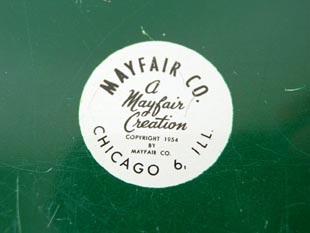 MAYFAIR CO.
A
Mayfair
Creation
COPYRIGHT 1954
BY
MAYFAIR CO.
CHICAGO 6, ILL.